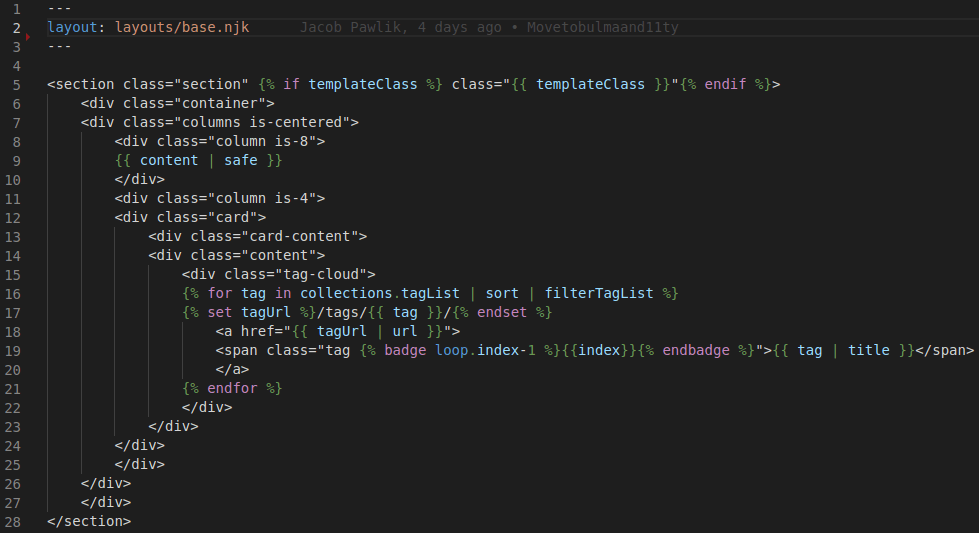 1 ---
2 layout: layouts/base.njk Jacob Pawlik, 4 days ago • Movetobulmaand11ty
3 ---
4
5 <section class="section" {% if templateClass %} class="{{ templateClass }}"{% endif %}>
6     <div class="container">
7     <div class="columns is-centered">
8         <div class="column is-8">
9         {{ content | safe }}
10         </div>
11         <div class="column is-4">
12         <div class="card">
13             <div class="card-content">
14             <div class="content">
15                 <div class="tag-cloud">
16                 {% for tag in collections.tagList | sort | filterTagList %}
17                 {% set tagUrl %}/tags/{{ tag }}/{% endset %}
18                     <a href="{{ tagUrl | url }}">
19                     <span class="tag {% badge loop.index-1 %}{{index}}{% endbadge %}">{{ tag | title }}</span>
20                     </a>
21                 {% endfor %}
22                 </div>
23             </div>
24         </div>
25         </div>
26     </div>
27     </div>
28 </section>